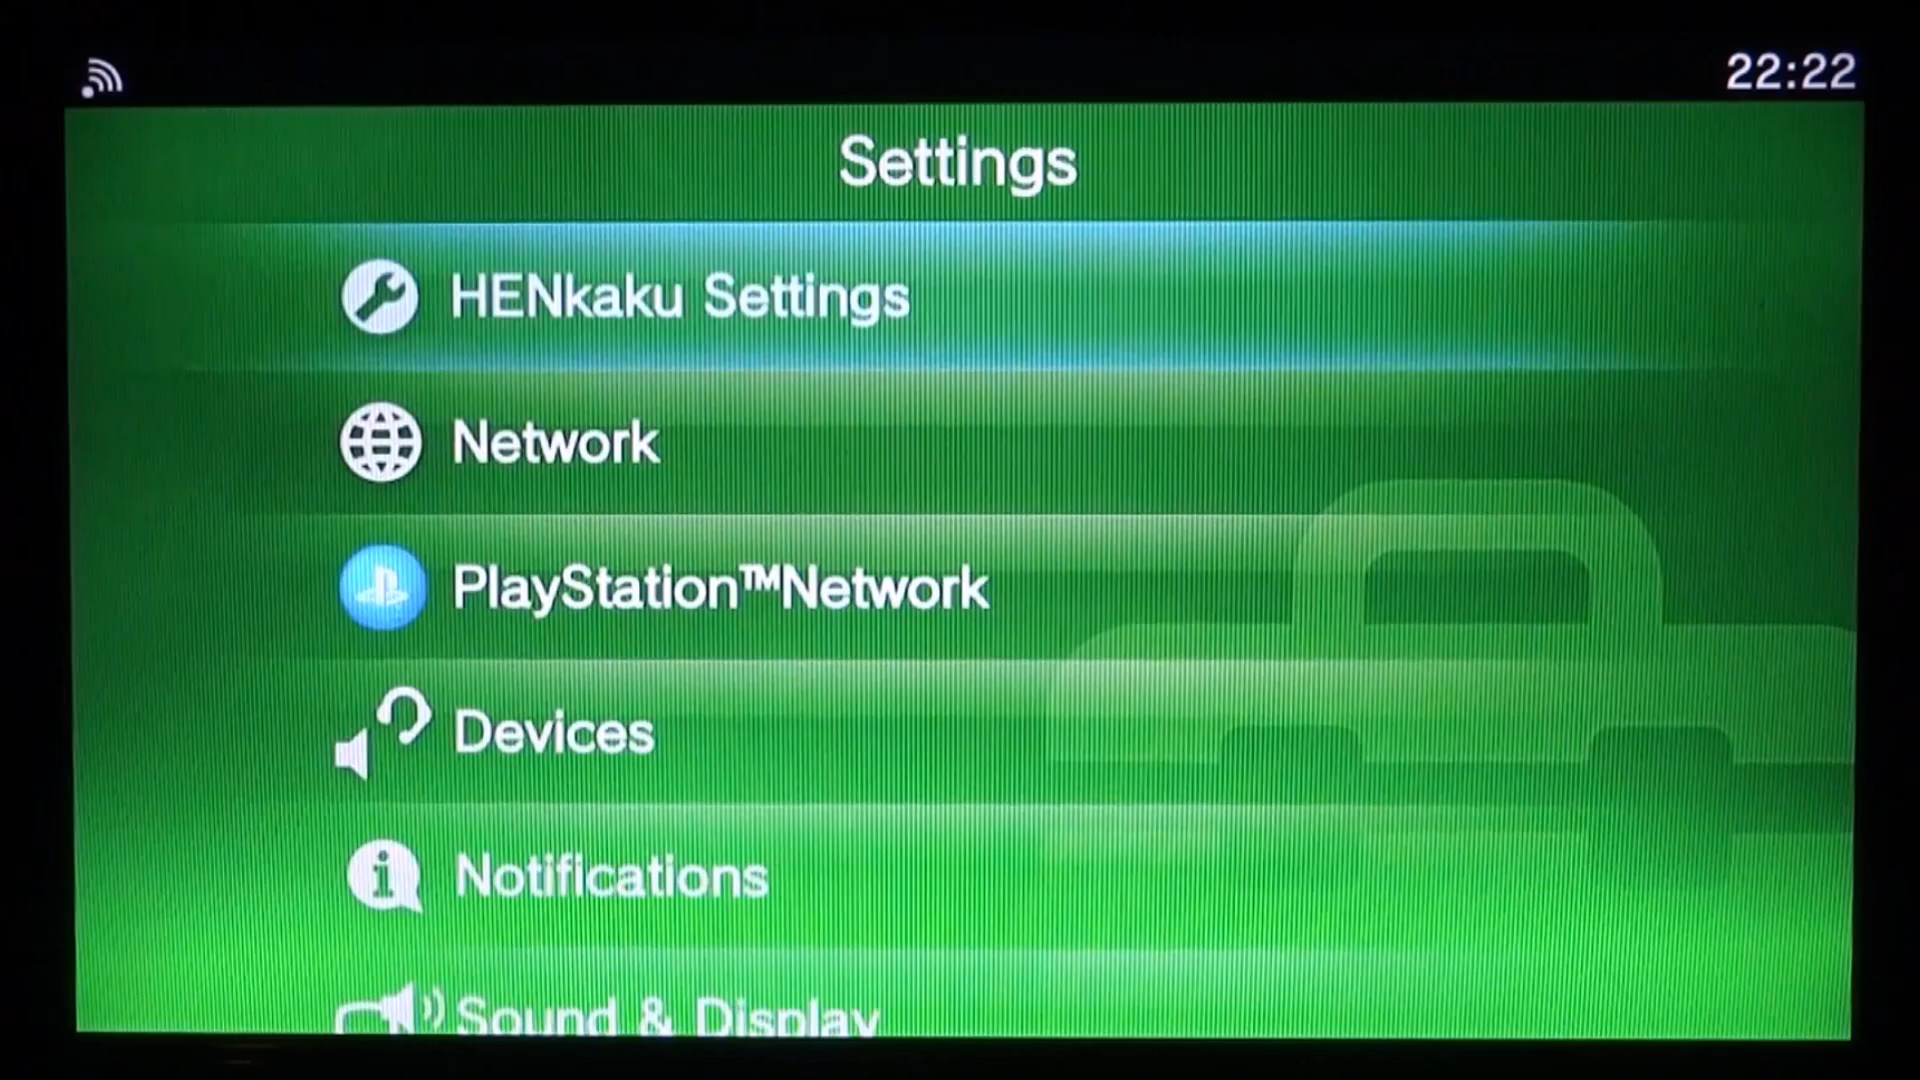 22:22
Settings
HENkaku Settings
Network
PlayStation™Network
Devices
Notifications
Sound & Display